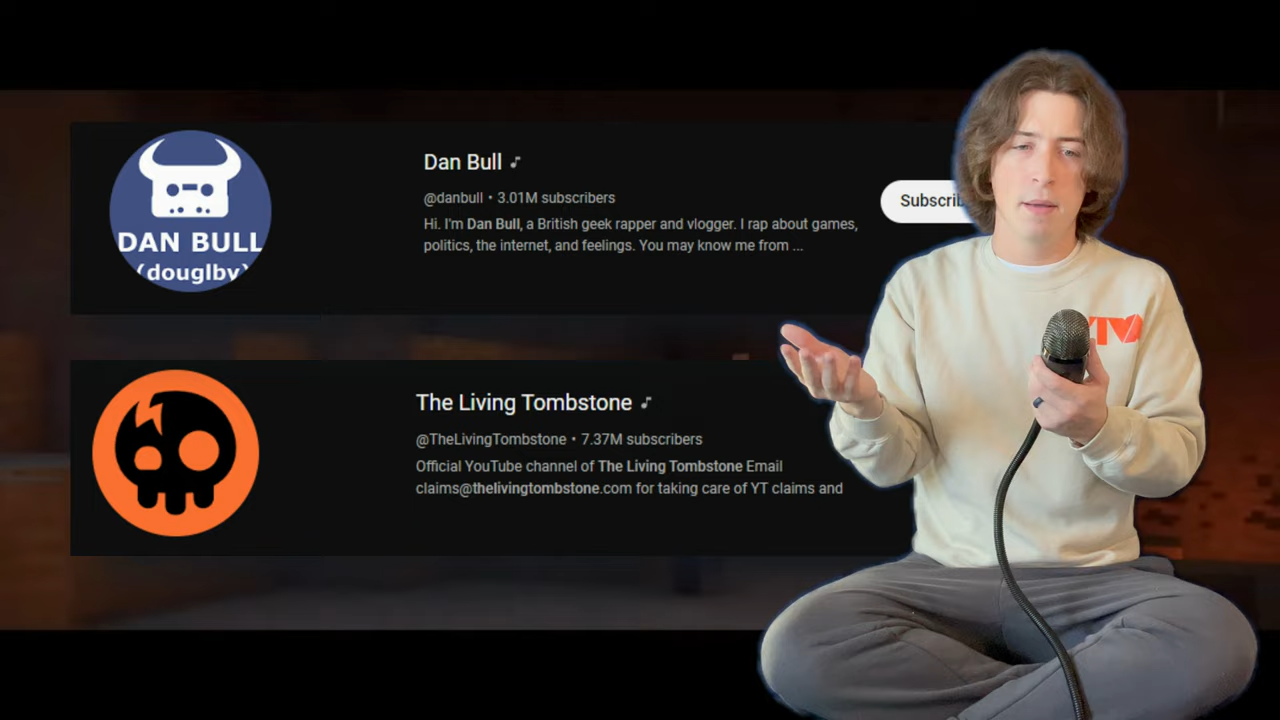 DAN BULL
(douglby)
Dan Bull
@danbull • 3.01M subscribers
Hi. I'm Dan Bull, a British geek rapper and vlogger. I rap about games,
politics, the internet, and feelings. You may know me from ...
The Living Tombstone
@TheLivingTombstone • 7.37M subscribers
Official YouTube channel of The Living Tombstone Email
claims@thelivingtombstone.com for taking care of YT claims and